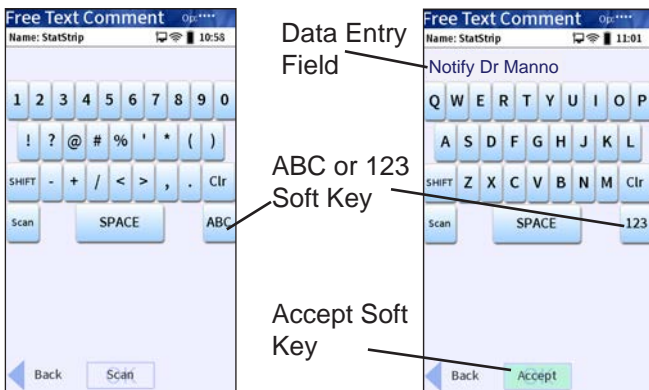 Free Text Comment Op:****
Name: StatStrip 10:58
1 2 3 4 5 6 7 8 9 0
! ? @ # % ' * ( )
SHIFT - + / < > , . Clr
Scan SPACE ABC
Back Scan
Data Entry
Field
ABC or 123
Soft Key
Accept Soft
Key
Free Text Comment Op:****
Name: StatStrip 11:01
Notify Dr Manno
Q W E R T Y U I O P
A S D F G H J K L
SHIFT Z X C V B N M Clr
Scan SPACE 123
Back Accept